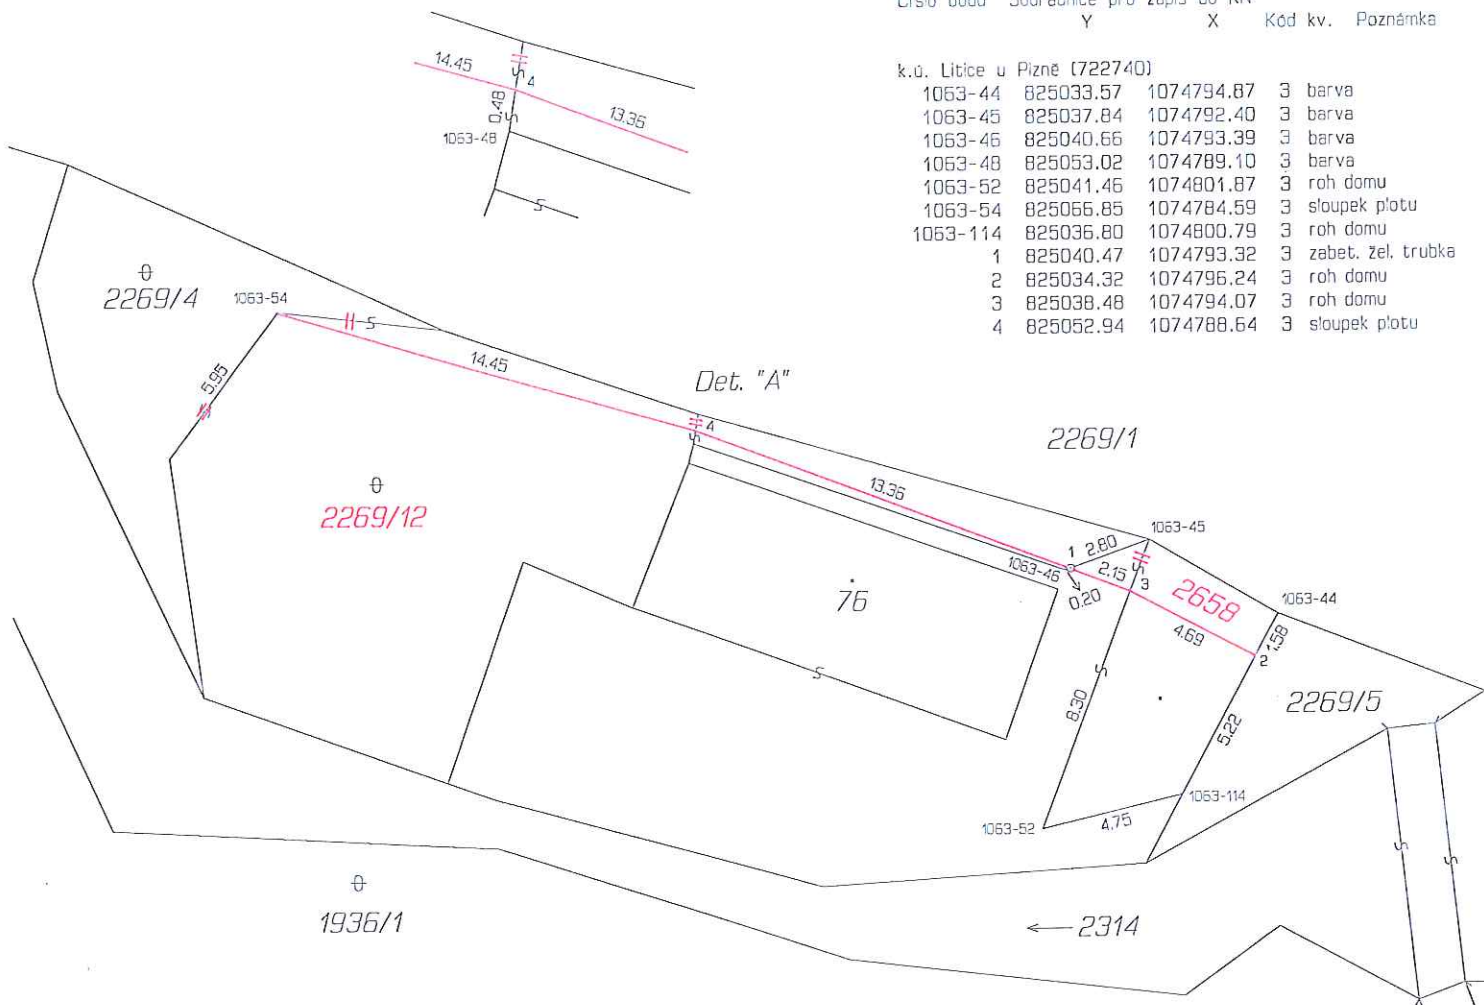 Y X Kód kv. Poznámka
k.ú. Litice u Plzně (722740)
1063-44 825033.57 1074794.87 3 barva
1063-45 825037.84 1074792.40 3 barva
1063-46 825040.66 1074793.39 3 barva
1063-48 825053.02 1074789.10 3 barva
1063-52 825041.46 1074801.87 3 roh domu
1063-54 825066.85 1074784.59 3 sloupek plotu
1063-114 825036.80 1074800.79 3 roh domu
1 825040.47 1074793.32 3 zabet. žel. trubka
2 825034.32 1074796.24 3 roh domu
3 825038.48 1074794.07 3 roh domu
4 825052.94 1074788.64 3 sloupek plotu
14.45
4
0.48
13.36
1063-48
2269/4
1063-54
5.95
14.45
Det. "A"
4
2269/1
13.36
2269/12
1063-45
1 2.80
1063-46
2.15
3
0.20
76
2658
1063-44
4.69
1.58
2
2269/5
8.30
5.22
1063-114
1063-52
4.75
1936/1
2314